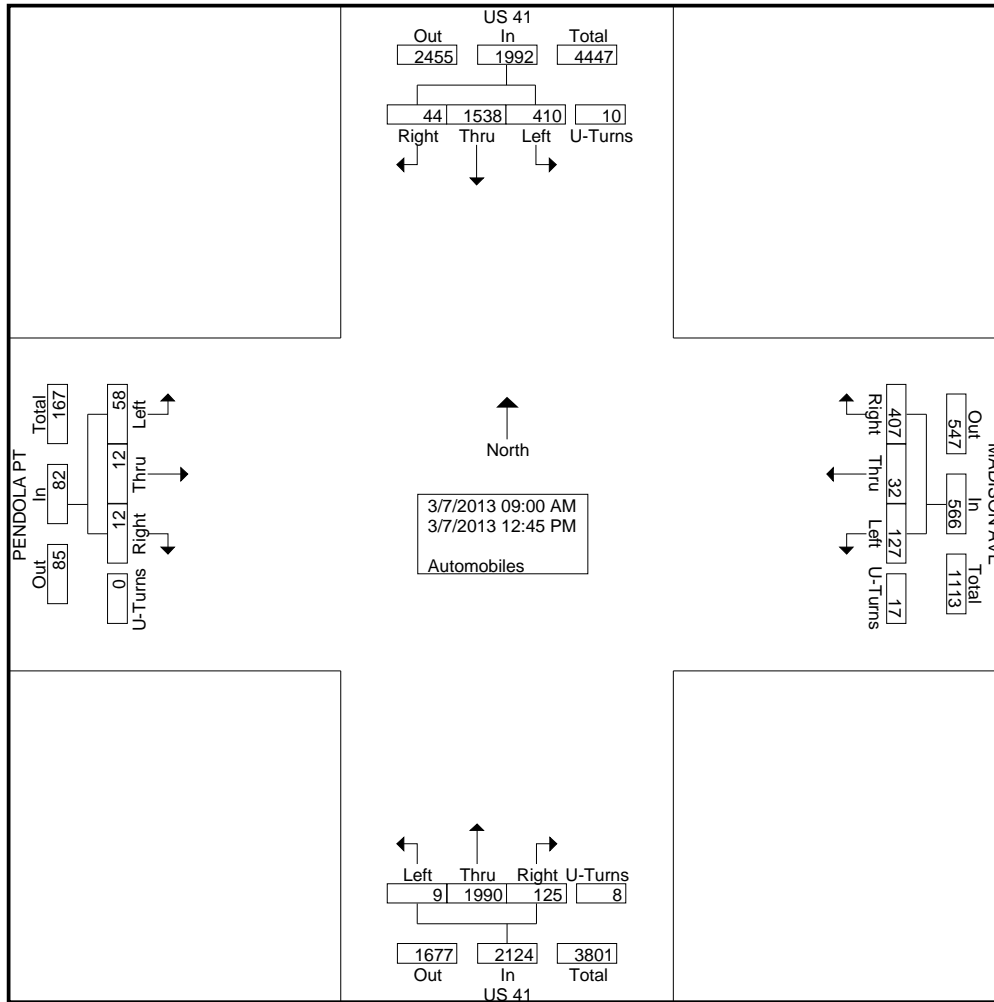 US 41
Out In Total
2455 1992 4447
44 1538 410 10
Right Thru Left U-Turns
PENDOLA PT
Total In Out
167 82 85
58 12 12 0
Left Thru Right U-Turns
North
3/7/2013 09:00 AM
3/7/2013 12:45 PM
Automobiles
Right Thru Left U-Turns
407 32 127 17
Out In Total
547 566 1113
MADISON AVE
Left Thru Right U-Turns
9 1990 125 8
1677 2124 3801
Out In Total
US 41